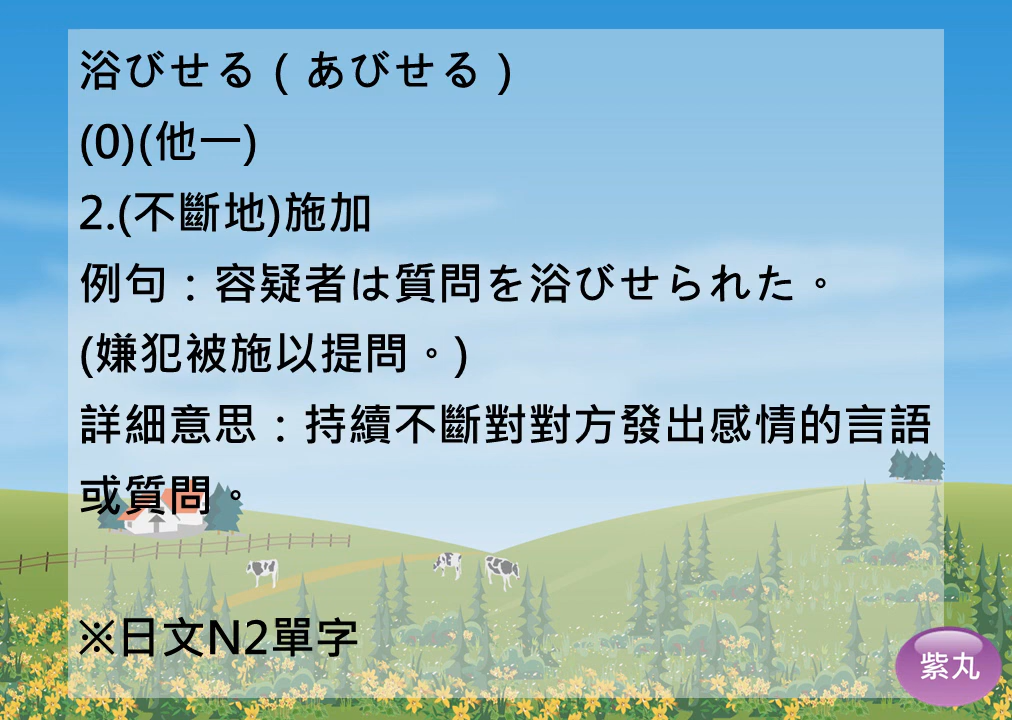 浴びせる（あびせる）
(0)(他一)
2.(不斷地)施加
例句：容疑者は質問を浴びせられた。
(嫌犯被施以提問。)
詳細意思：持續不斷對對方發出感情的言語
或質問。
※日文N2單字
紫丸